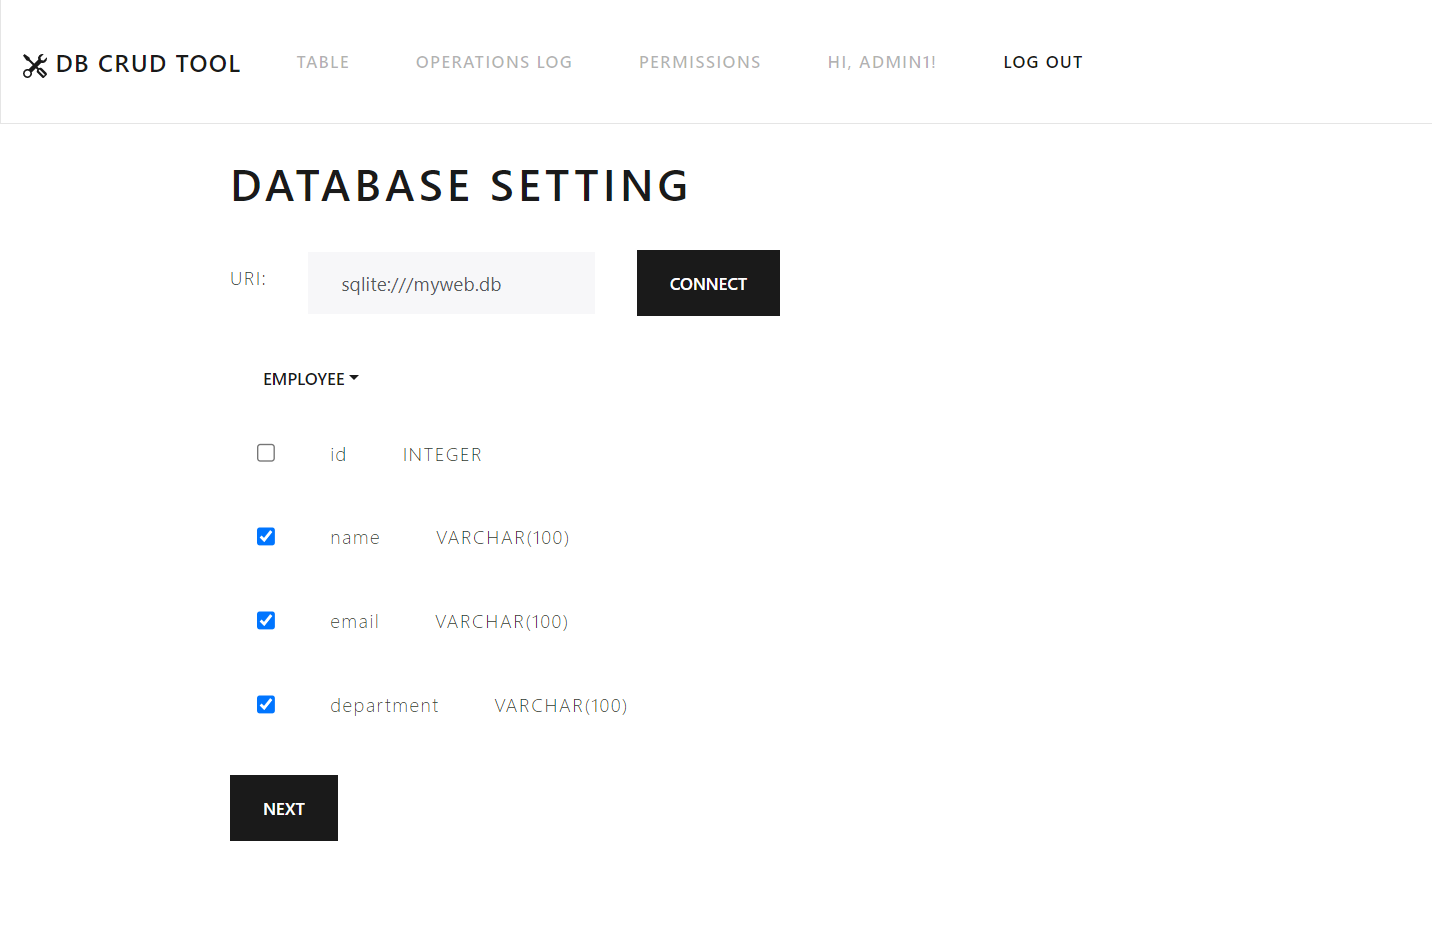 DB CRUD TOOL TABLE OPERATIONS LOG PERMISSIONS HI, ADMIN1! LOG OUT
DATABASE SETTING
URI: sqlite:///myweb.db CONNECT
EMPLOYEE
id INTEGER
name VARCHAR(100)
email VARCHAR(100)
department VARCHAR(100)
NEXT